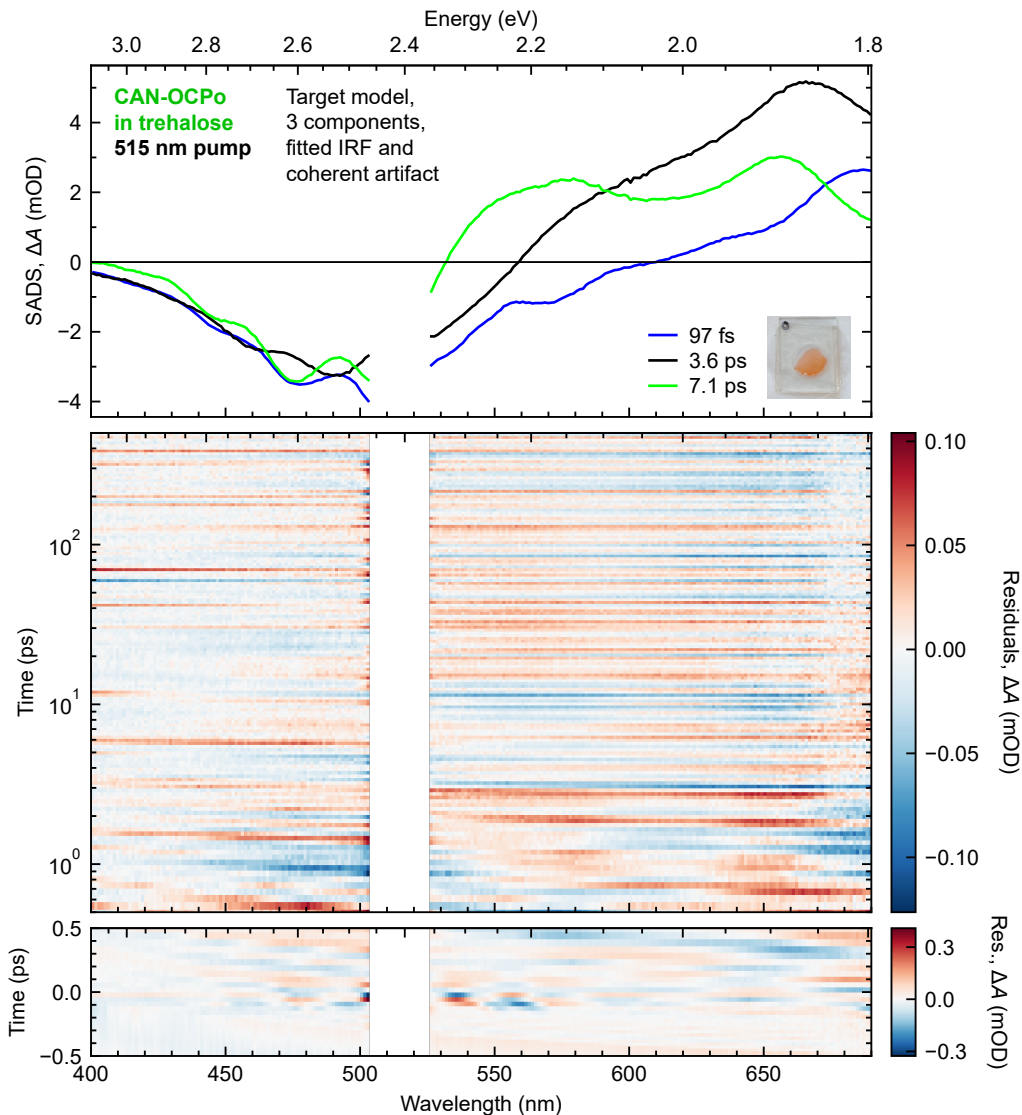 Energy (eV)
3.0 2.8 2.6 2.4 2.2 2.0 1.8
CAN-OCPo
in trehalose
515 nm pump
Target model,
3 components,
fitted IRF and
coherent artifact
SADS, ΔA (mOD)
4
2
0
−2
−4
97 fs
3.6 ps
7.1 ps
Time (ps)
10²
10¹
10⁰
0.10
0.05
0.00
−0.05
−0.10
Residuals, ΔA (mOD)
Time (ps)
0.5
0.0
−0.5
0.3
0.0
−0.3
Res., ΔA (mOD)
400 450 500 550 600 650
Wavelength (nm)